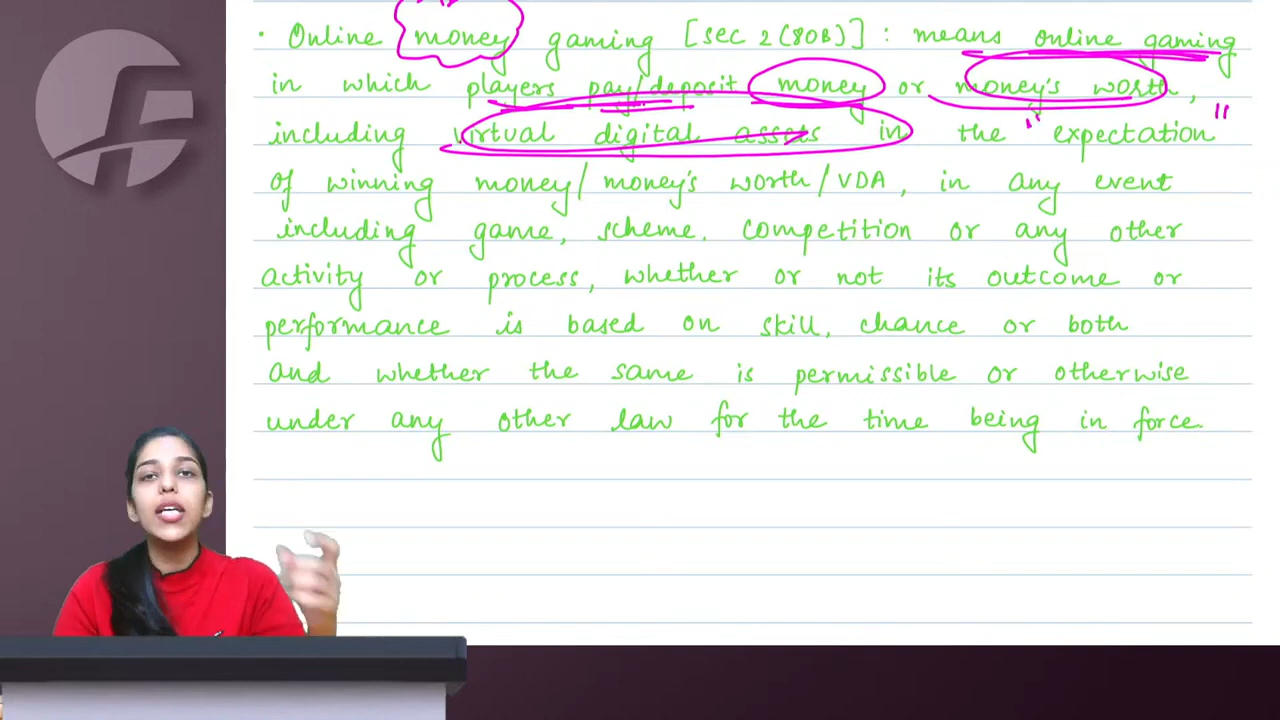 • Online money gaming [sec 2(80B)] : means online gaming
in which players pay/deposit money or money's worth,
including virtual digital assets in the "expectation"
of winning money/money's worth/VDA, in any event
including game, scheme. competition or any other
activity or process, whether or not its outcome or
performance is based on skill, chance or both
and whether the same is permissible or otherwise
under any other law for the time being in force.